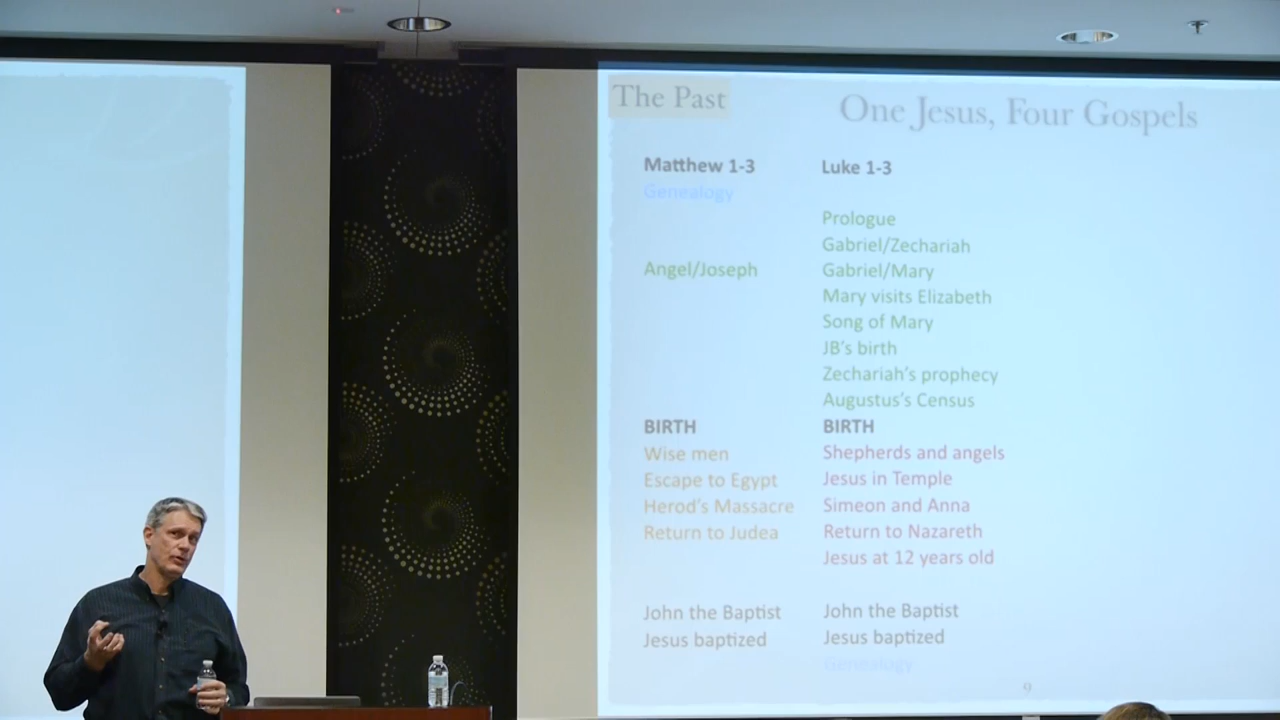 The Past
One Jesus, Four Gospels
Matthew 1-3
Genealogy
Angel/Joseph
BIRTH
Wise men
Escape to Egypt
Herod's Massacre
Return to Judea
John the Baptist
Jesus baptized
Luke 1-3
Prologue
Gabriel/Zechariah
Gabriel/Mary
Mary visits Elizabeth
Song of Mary
JB's birth
Zechariah's prophecy
Augustus's Census
BIRTH
Shepherds and angels
Jesus in Temple
Simeon and Anna
Return to Nazareth
Jesus at 12 years old
John the Baptist
Jesus baptized
Genealogy
9